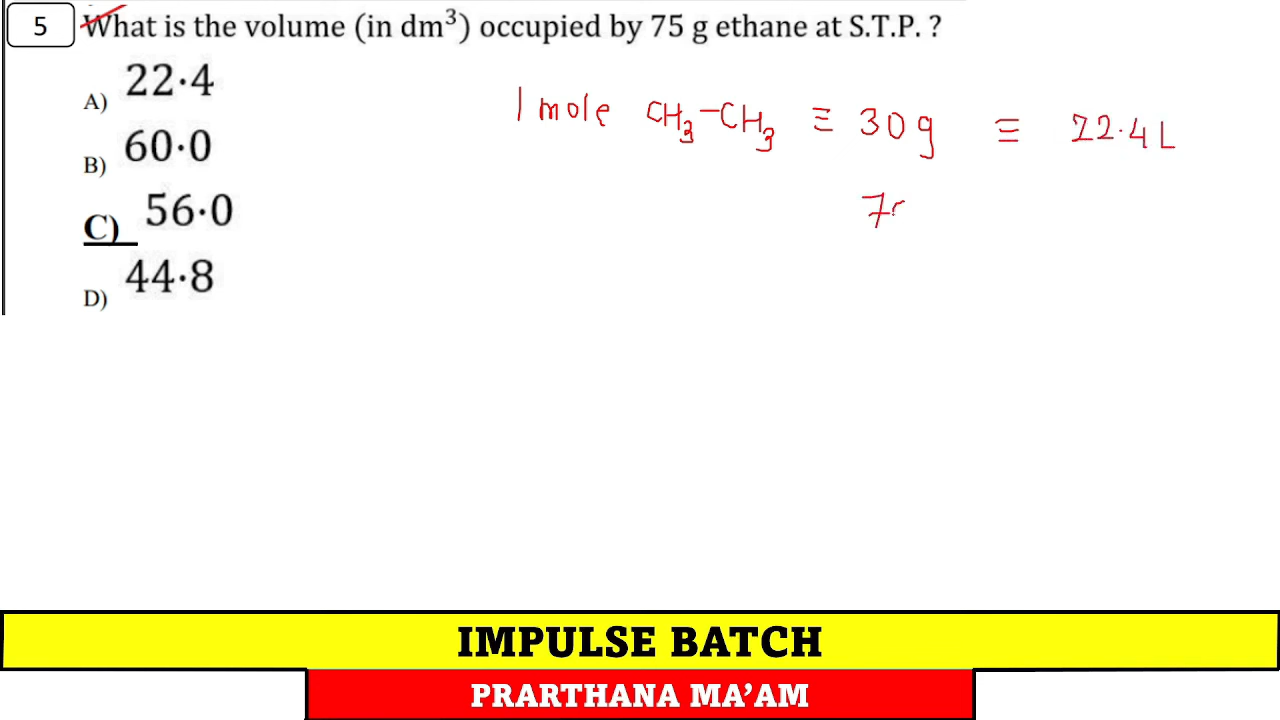 5 What is the volume (in dm³) occupied by 75 g ethane at S.T.P. ?
A) 22·4
B) 60·0
C) 56·0
D) 44·8
1 mole CH₃–CH₃ ≡ 30g ≡ 22.4 L
IMPULSE BATCH
PRARTHANA MA’AM